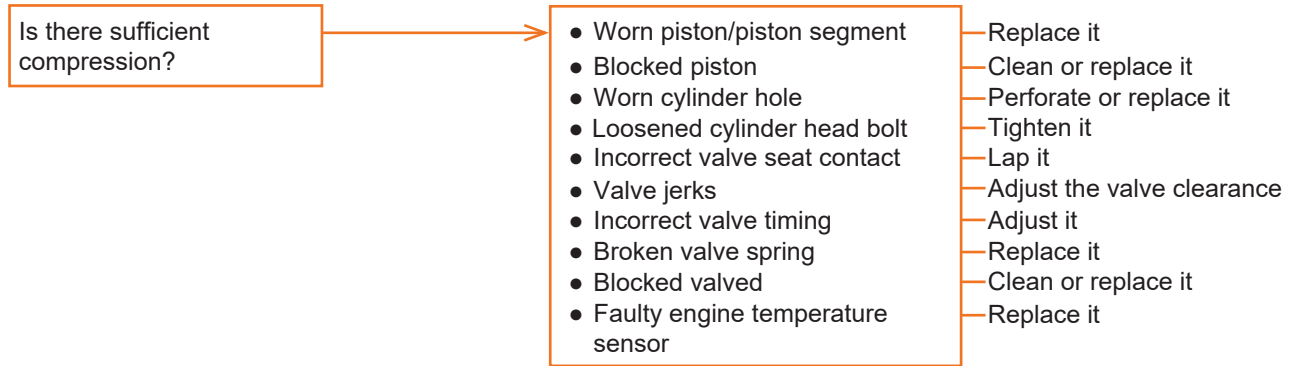 Is there sufficient
compression?
● Worn piston/piston segment
Replace it
● Blocked piston
Clean or replace it
● Worn cylinder hole
Perforate or replace it
● Loosened cylinder head bolt
Tighten it
● Incorrect valve seat contact
Lap it
● Valve jerks
Adjust the valve clearance
● Incorrect valve timing
Adjust it
● Broken valve spring
Replace it
● Blocked valved
Clean or replace it
● Faulty engine temperature
sensor
Replace it